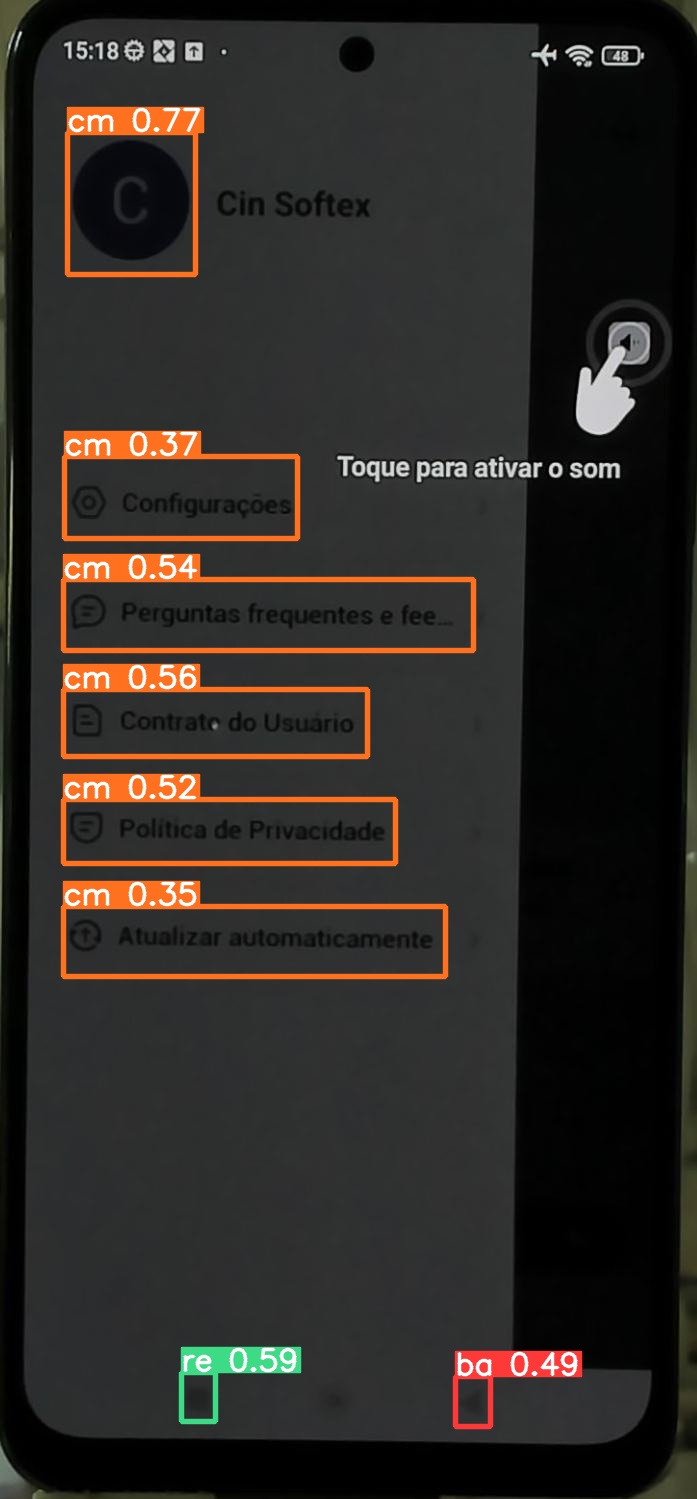 15:18
48
cm 0.77
C
Cin Softex
cm 0.37
Toque para ativar o som
Configurações
cm 0.54
Perguntas frequentes e fee...
cm 0.56
Contrato do Usuário
cm 0.52
Política de Privacidade
cm 0.35
Atualizar automaticamente
re 0.59
ba 0.49